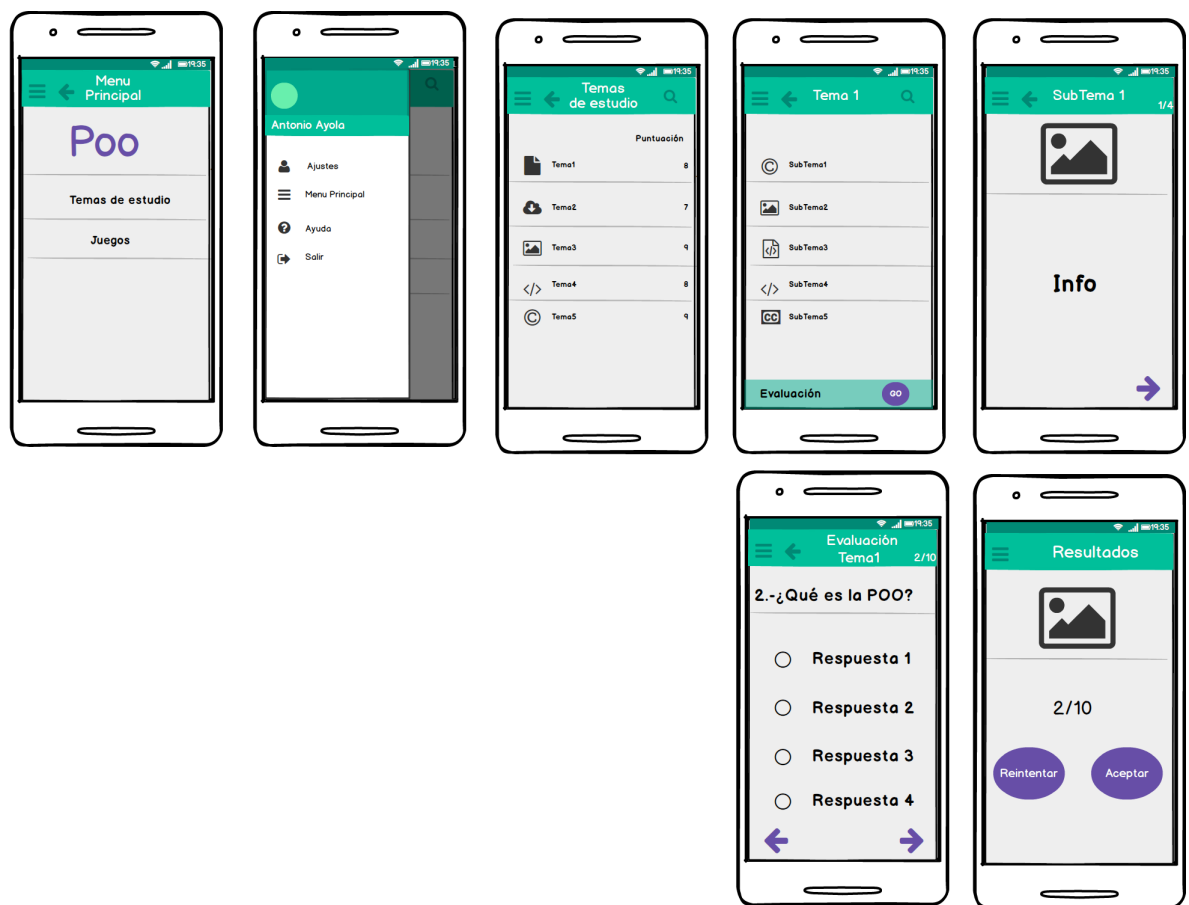 19:35
Menu
Principal
Poo
Temas de estudio
Juegos
19:35
Antonio Ayola
Ajustes
Menu Principal
Ayuda
Salir
19:35
Temas
de estudio
Puntuación
Tema1 8
Tema2 7
Tema3 9
Tema4 8
Tema5 9
19:35
Tema 1
SubTema1
SubTema2
SubTema3
SubTema4
SubTema5
Evaluación GO
19:35
SubTema 1
1/4
Info
19:35
Evaluación
Tema1 2/10
2.-¿Qué es la POO?
Respuesta 1
Respuesta 2
Respuesta 3
Respuesta 4
19:35
Resultados
2/10
Reintentar Aceptar